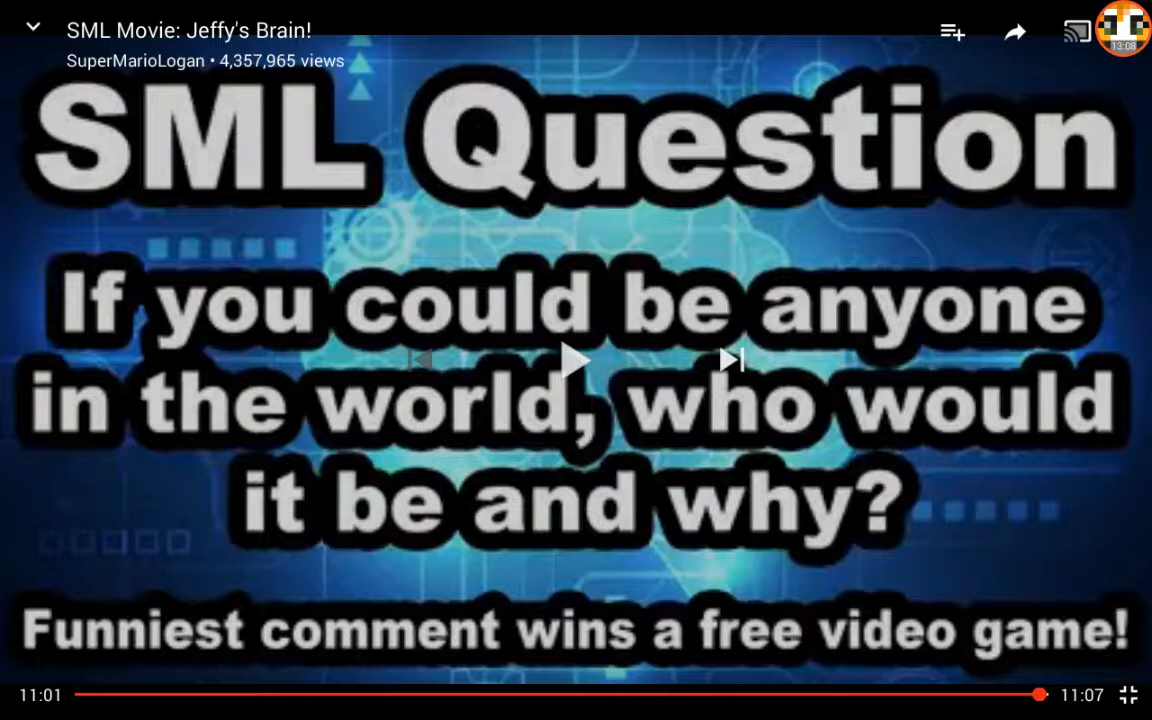 SML Movie: Jeffy's Brain!
SuperMarioLogan • 4,357,965 views
13:08
SML Question
If you could be anyone
in the world, who would
it be and why?
Funniest comment wins a free video game!
11:01
11:07